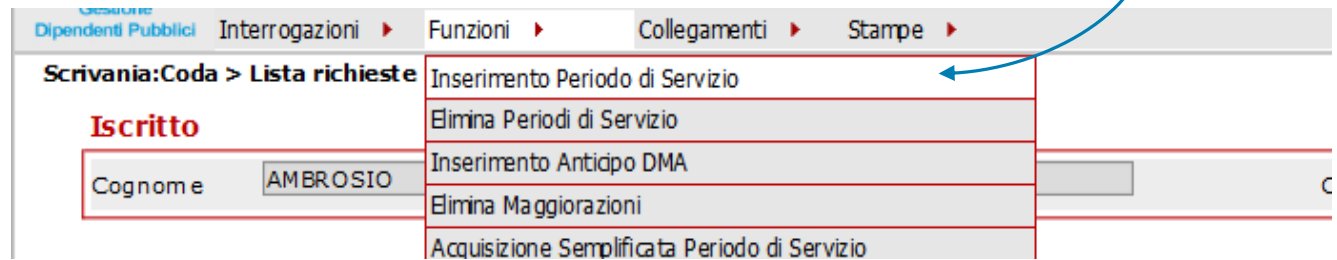 Gestione
Dipendenti Pubblici Interrogazioni Funzioni Collegamenti Stampe
Scrivania:Coda > Lista richieste
Inserimento Periodo di Servizio
Elimina Periodi di Servizio
Inserimento Anticipo DMA
Elimina Maggiorazioni
Acquisizione Semplificata Periodo di Servizio
Iscritto
Cognome AMBROSIO